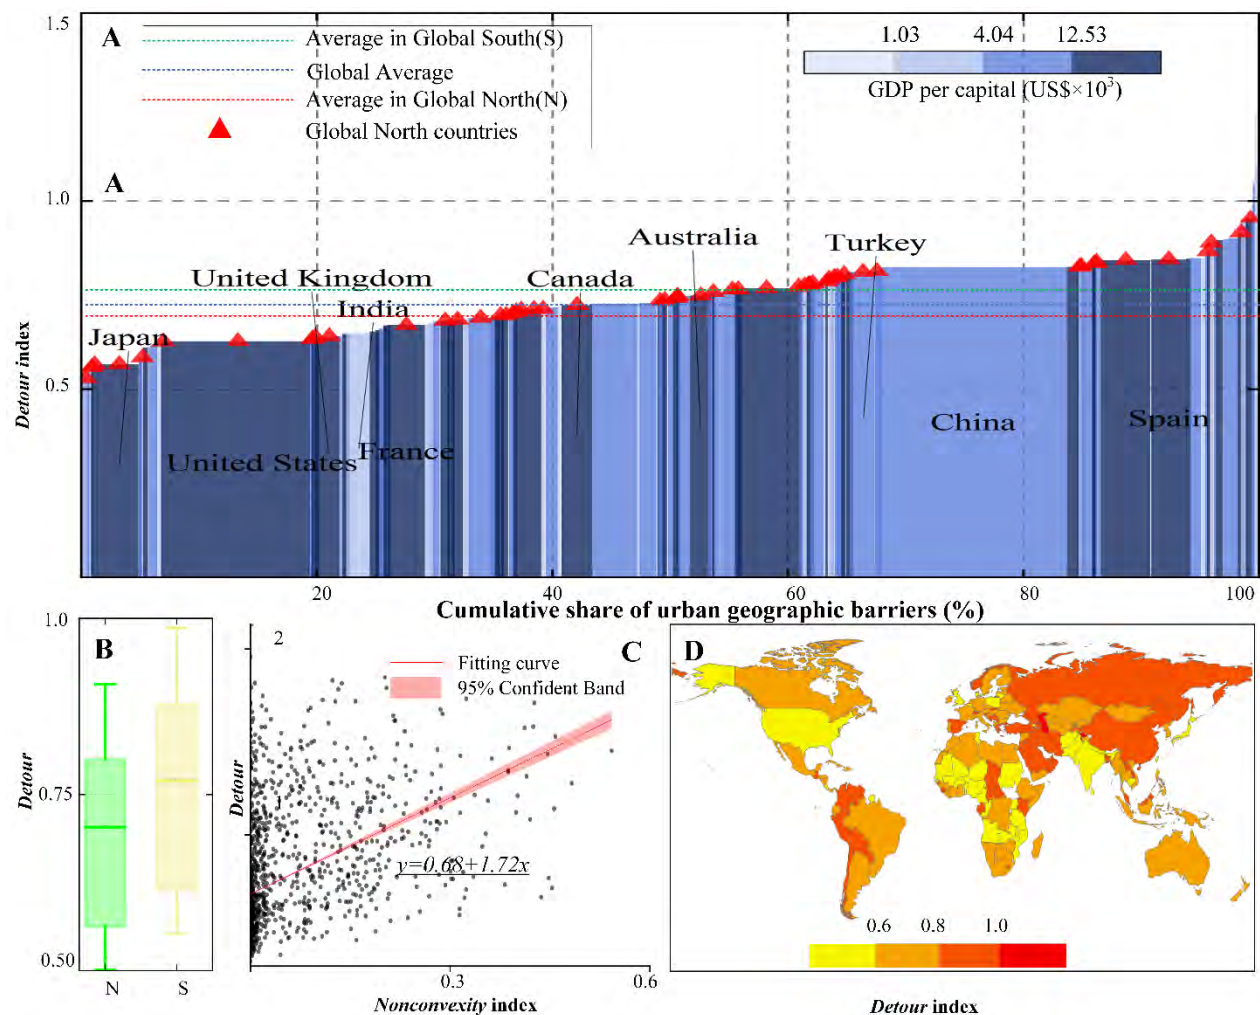 1.5
A
Average in Global South(S)
Global Average
Average in Global North(N)
Global North countries
1.03 4.04 12.53
GDP per capital (US$×10³)
A
1.0
Australia
Turkey
United Kingdom
Canada
India
Japan
0.5
China
Spain
France
United States
Detour index
20 40 60 80 100
Cumulative share of urban geographic barriers (%)
1.0
B
0.75
0.50
Detour
N S
2
C
Fitting curve
95% Confident Band
Detour
1
y=0.68+1.72x
0.3 0.6
Nonconvexity index
D
0.6 0.8 1.0
Detour index